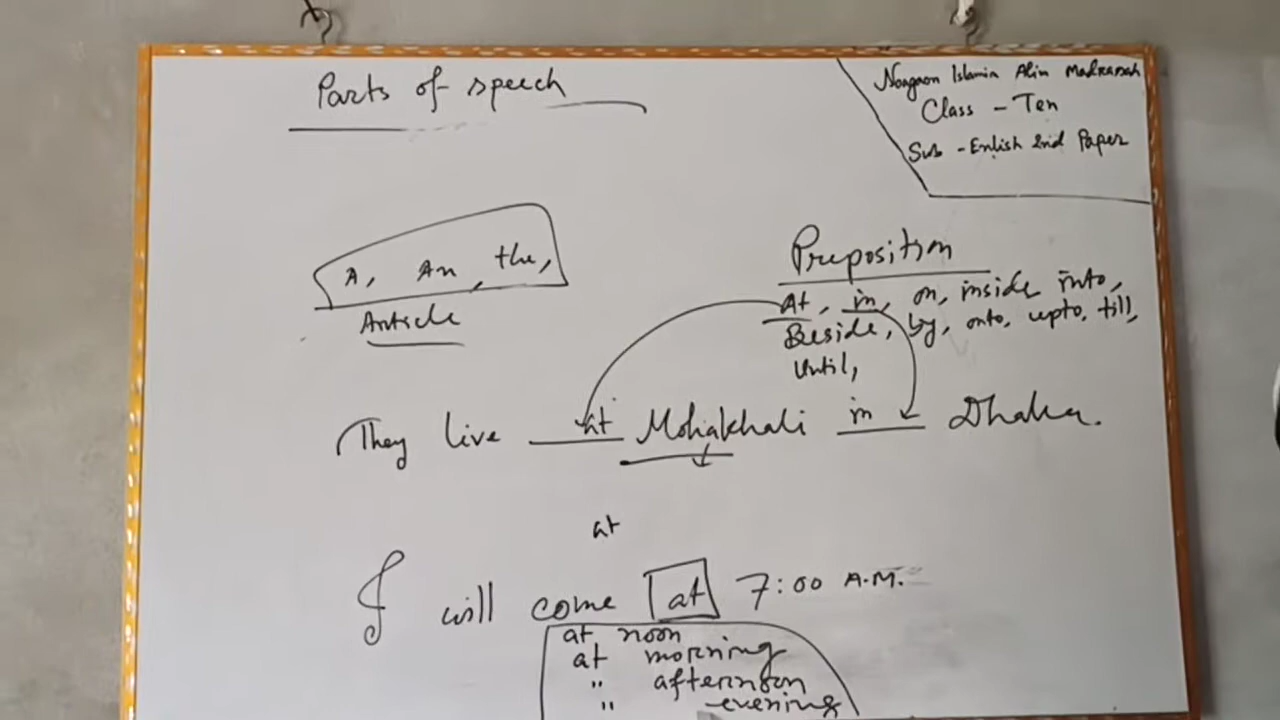 Parts of speech
Naogaon Islamia Alim Madrasah
Class - Ten
Sub - Enlish 2nd Paper
A, An, the,
Article
Preposition
At, in, on, inside into,
Beside, by, onto, upto, till,
Until,
They live at Mohakhali in Dhaka.
at
I will come at 7:00 A.M.
at noon
at morning
" afternoon
" evening